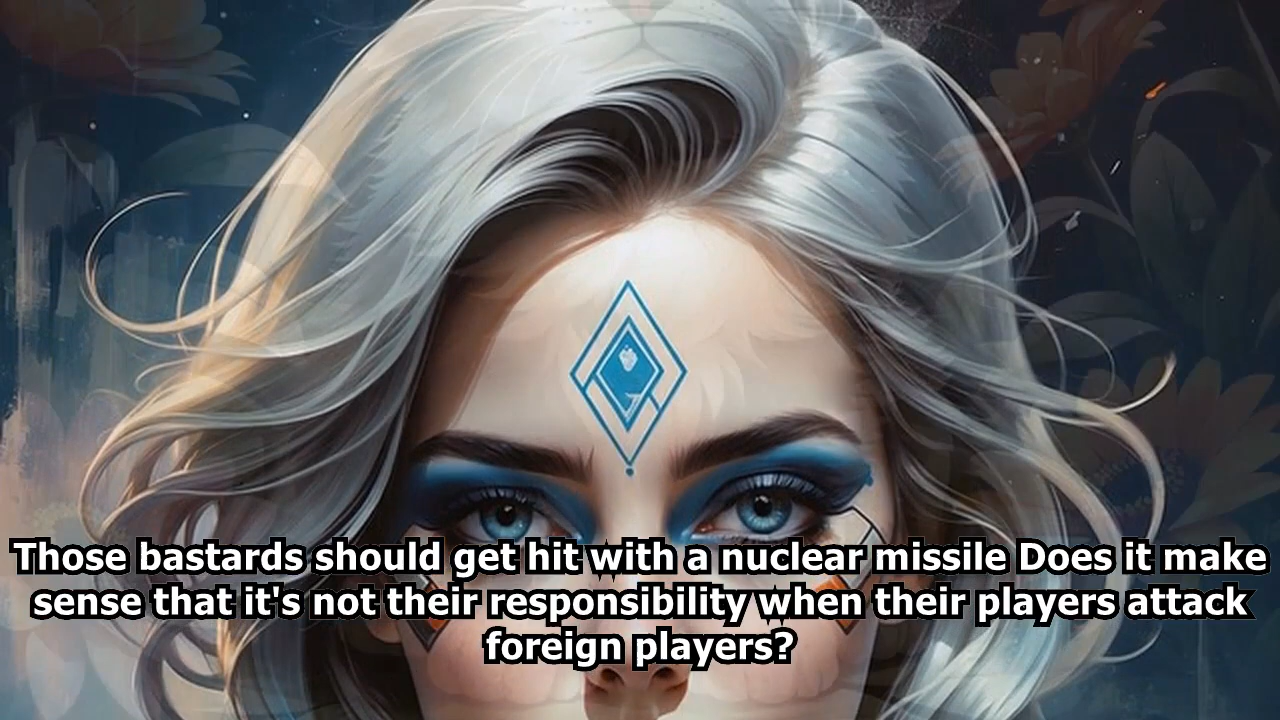 Those bastards should get hit with a nuclear missile Does it make
sense that it's not their responsibility when their players attack
foreign players?